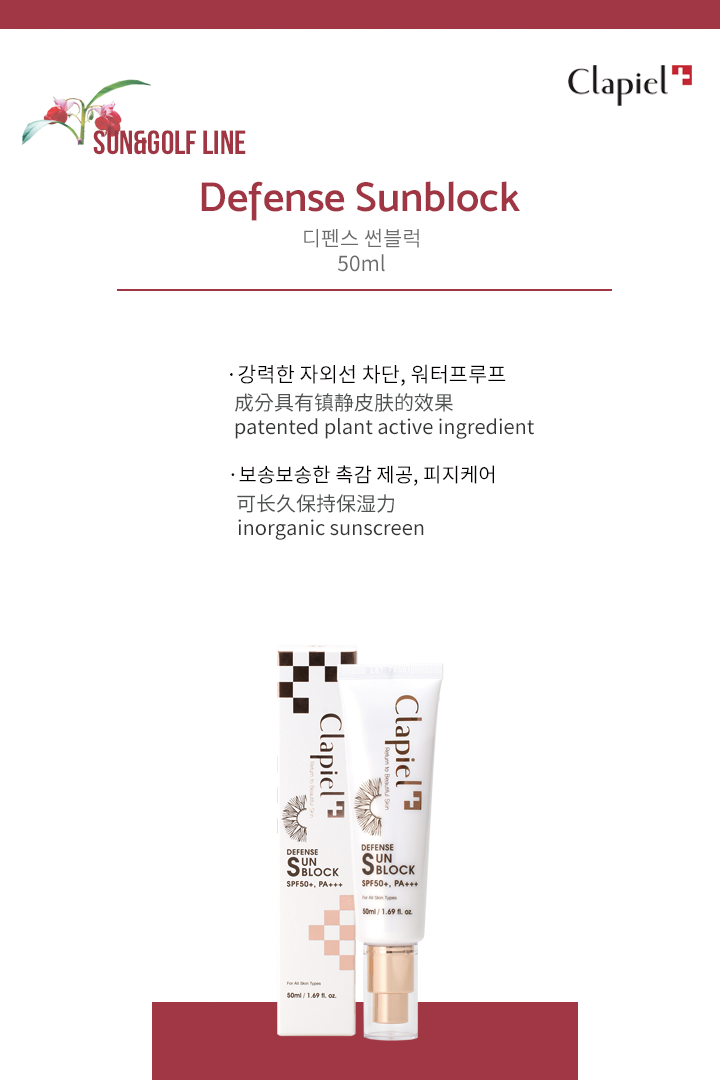 Clapiel
SUN&GOLF LINE
Defense Sunblock
디펜스 썬블럭
50ml
·강력한 자외선 차단, 워터프루프
成分具有镇静皮肤的效果
patented plant active ingredient
·보송보송한 촉감 제공, 피지케어
可长久保持保湿力
inorganic sunscreen
Clapiel
Return to Beautiful Skin
DEFENSE
SUN
BLOCK
SPF50+, PA+++
For All Skin Types
50ml / 1.69 fl. oz.
Clapiel
Return to Beautiful Skin
DEFENSE
SUN
BLOCK
SPF50+, PA+++
For All Skin Types
50ml / 1.69 fl. oz.